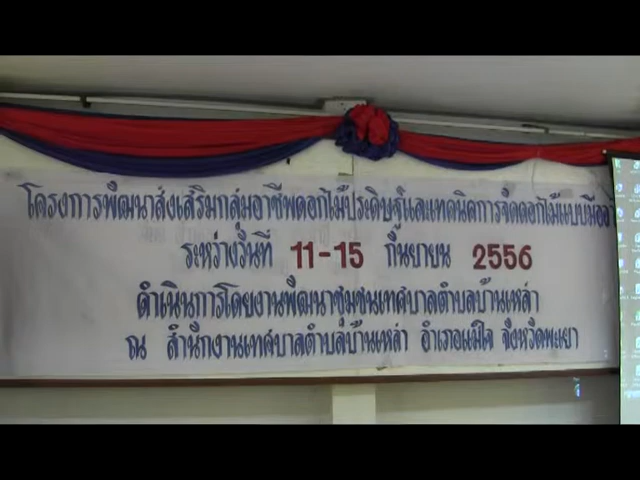 โครงการพัฒนาส่งเสริมกลุ่มอาชีพดอกไม้ประดิษฐ์และเทคนิคการจัดดอกไม้แบบมืออา
ระหว่างวันที่ 11-15 กันยายน 2556
ดำเนินการโดยงานพัฒนาชุมชนเทศบาลตำบลบ้านเหล่า
ณ สำนักงานเทศบาลตำบลบ้านเหล่า อำเภอแม่ใจ จังหวัดพะเยา